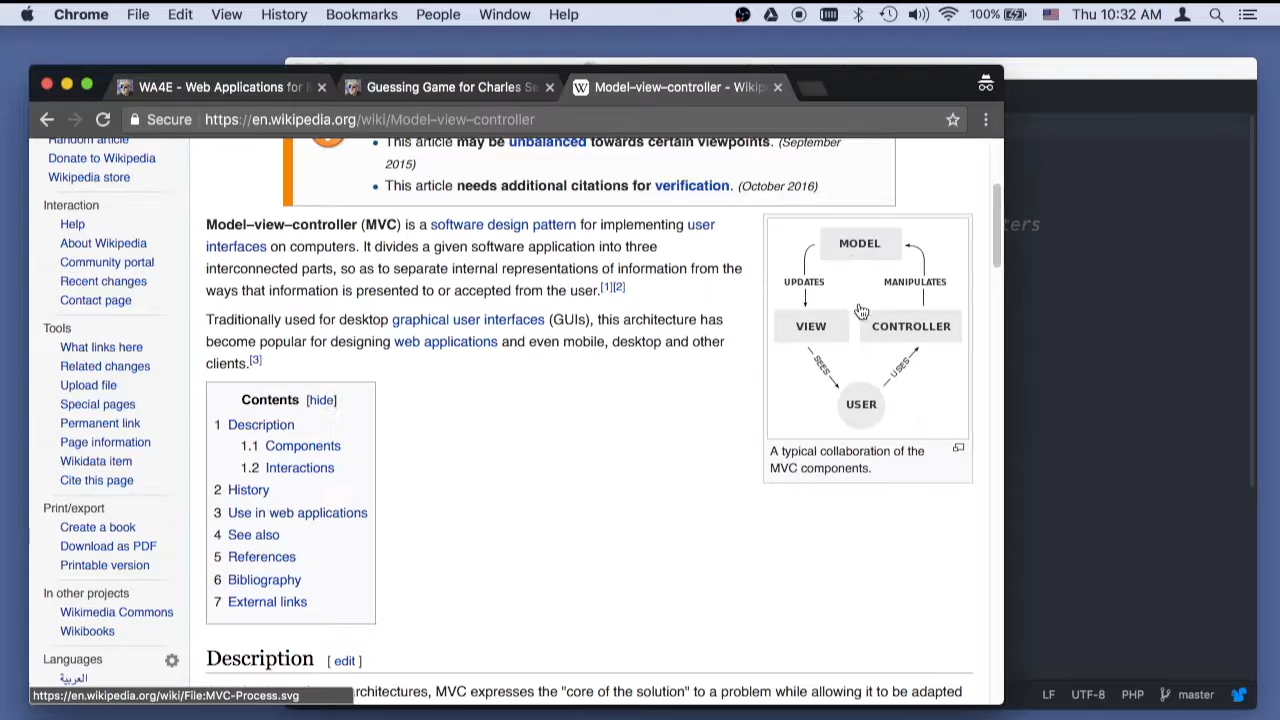 Chrome File Edit View History Bookmarks People Window Help 100% Thu 10:32 AM
WA4E - Web Applications for E
Guessing Game for Charles Se
Model–view–controller - Wikip
Secure https://en.wikipedia.org/wiki/Model–view–controller
Random article
Donate to Wikipedia
Wikipedia store
Interaction
Help
About Wikipedia
Community portal
Recent changes
Contact page
Tools
What links here
Related changes
Upload file
Special pages
Permanent link
Page information
Wikidata item
Cite this page
Print/export
Create a book
Download as PDF
Printable version
In other projects
Wikimedia Commons
Wikibooks
Languages
العربية
https://en.wikipedia.org/wiki/File:MVC-Process.svg
• This article may be unbalanced towards certain viewpoints. (September
2015)
• This article needs additional citations for verification. (October 2016)
Model–view–controller (MVC) is a software design pattern for implementing user
interfaces on computers. It divides a given software application into three
interconnected parts, so as to separate internal representations of information from the
ways that information is presented to or accepted from the user.[1][2]
Traditionally used for desktop graphical user interfaces (GUIs), this architecture has
become popular for designing web applications and even mobile, desktop and other
clients.[3]
Contents [hide]
1 Description
1.1 Components
1.2 Interactions
2 History
3 Use in web applications
4 See also
5 References
6 Bibliography
7 External links
MODEL
UPDATES
MANIPULATES
VIEW
CONTROLLER
SEES
USES
USER
A typical collaboration of the
MVC components.
Description [ edit ]
rchitectures, MVC expresses the "core of the solution" to a problem while allowing it to be adapted
ters
LF UTF-8 PHP master